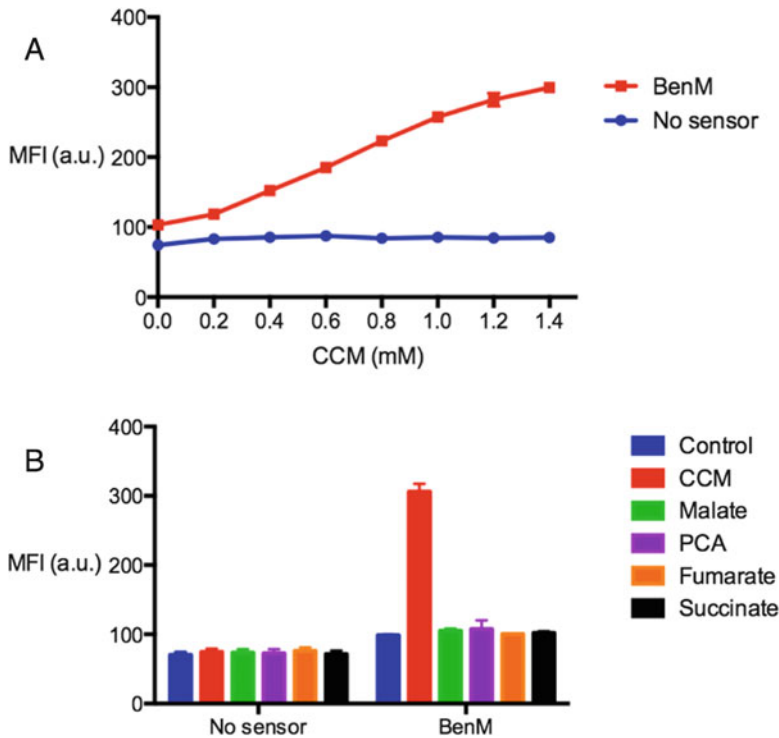 A
400
300
200
100
0
MFI (a.u.)
0.0 0.2 0.4 0.6 0.8 1.0 1.2 1.4
CCM (mM)
BenM
No sensor
B
400
300
200
100
0
MFI (a.u.)
No sensor BenM
Control
CCM
Malate
PCA
Fumarate
Succinate